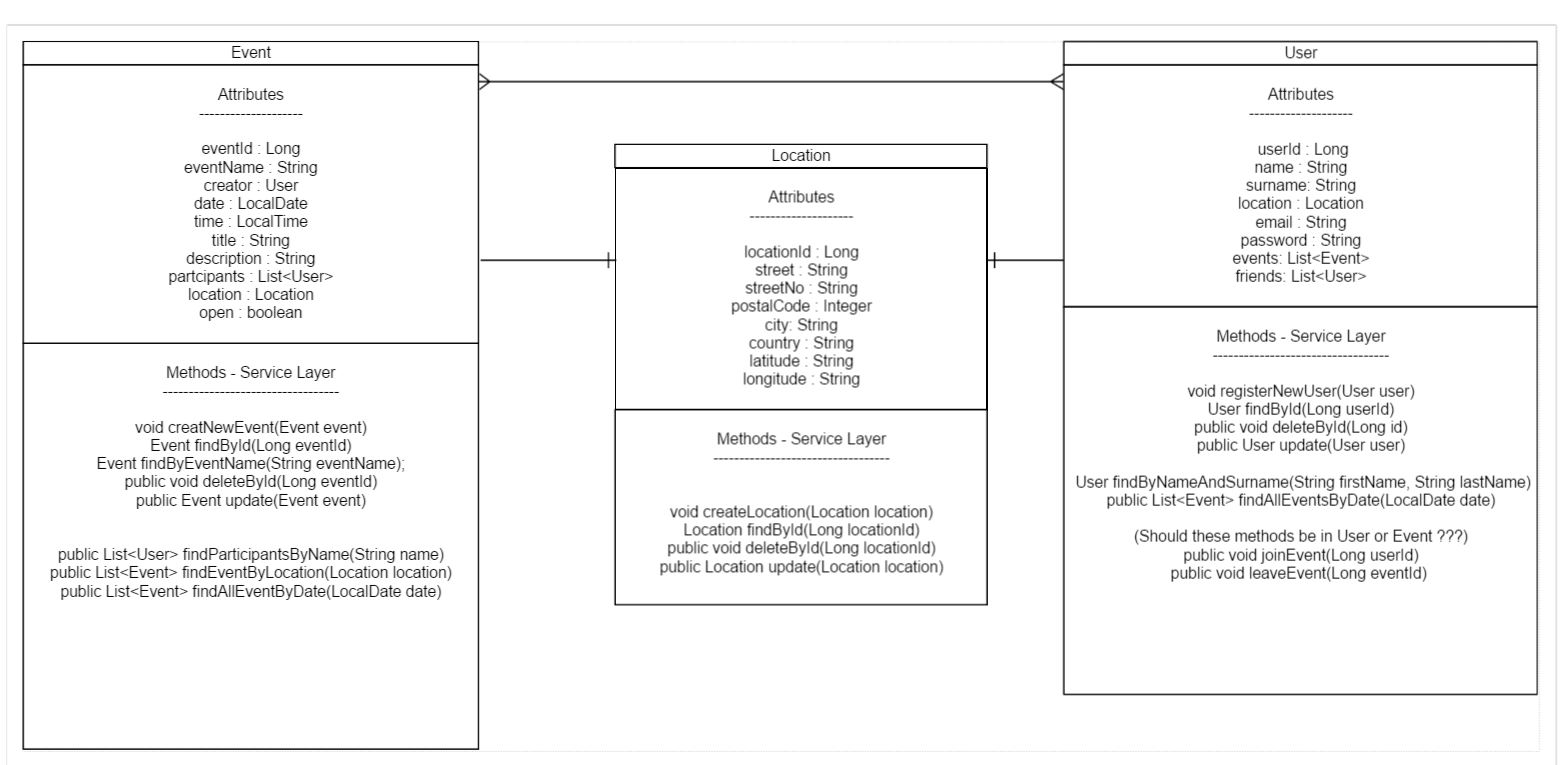 Event
Attributes
--------------------
eventId : Long
eventName : String
creator : User
date : LocalDate
time : LocalTime
title : String
description : String
partcipants : List<User>
location : Location
open : boolean
Methods - Service Layer
----------------------------------
void creatNewEvent(Event event)
Event findById(Long eventId)
Event findByEventName(String eventName);
public void deleteById(Long eventId)
public Event update(Event event)
public List<User> findParticipantsByName(String name)
public List<Event> findEventByLocation(Location location)
public List<Event> findAllEventByDate(LocalDate date)
Location
Attributes
--------------------
locationId : Long
street : String
streetNo : String
postalCode : Integer
city: String
country : String
latitude : String
longitude : String
Methods - Service Layer
----------------------------------
void createLocation(Location location)
Location findById(Long locationId)
public void deleteById(Long locationId)
public Location update(Location location)
User
Attributes
--------------------
userId : Long
name : String
surname: String
location : Location
email : String
password : String
events: List<Event>
friends: List<User>
Methods - Service Layer
----------------------------------
void registerNewUser(User user)
User findById(Long userId)
public void deleteById(Long id)
public User update(User user)
User findByNameAndSurname(String firstName, String lastName)
public List<Event> findAllEventsByDate(LocalDate date)
(Should these methods be in User or Event ???)
public void joinEvent(Long userId)
public void leaveEvent(Long eventId)